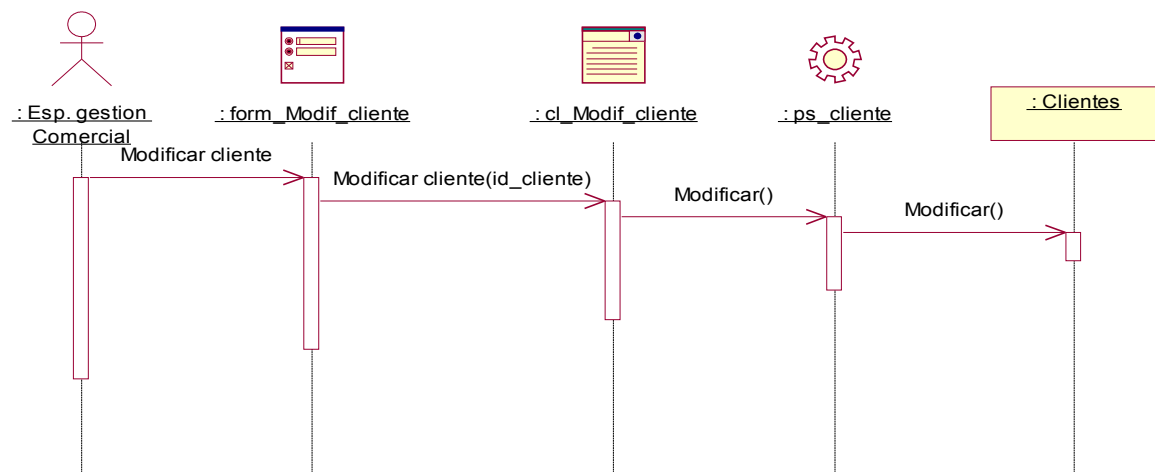 : Esp. gestion
Comercial
: form_Modif_cliente
: cl_Modif_cliente
: ps_cliente
: Clientes
Modificar cliente
Modificar cliente(id_cliente)
Modificar()
Modificar()